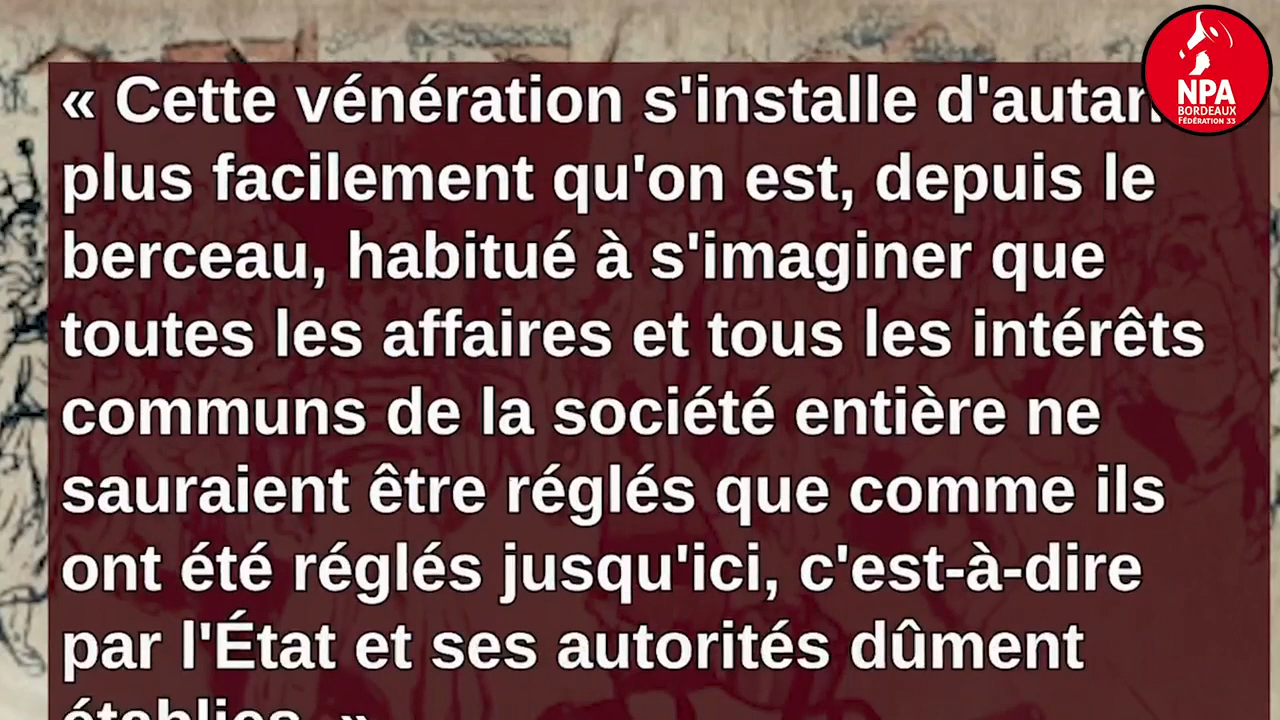 « Cette vénération s'installe d'autan
plus facilement qu'on est, depuis le
berceau, habitué à s'imaginer que
toutes les affaires et tous les intérêts
communs de la société entière ne
sauraient être réglés que comme ils
ont été réglés jusqu'ici, c'est-à-dire
par l'État et ses autorités dûment
établies. »
NPA
BORDEAUX
FÉDÉRATION 33